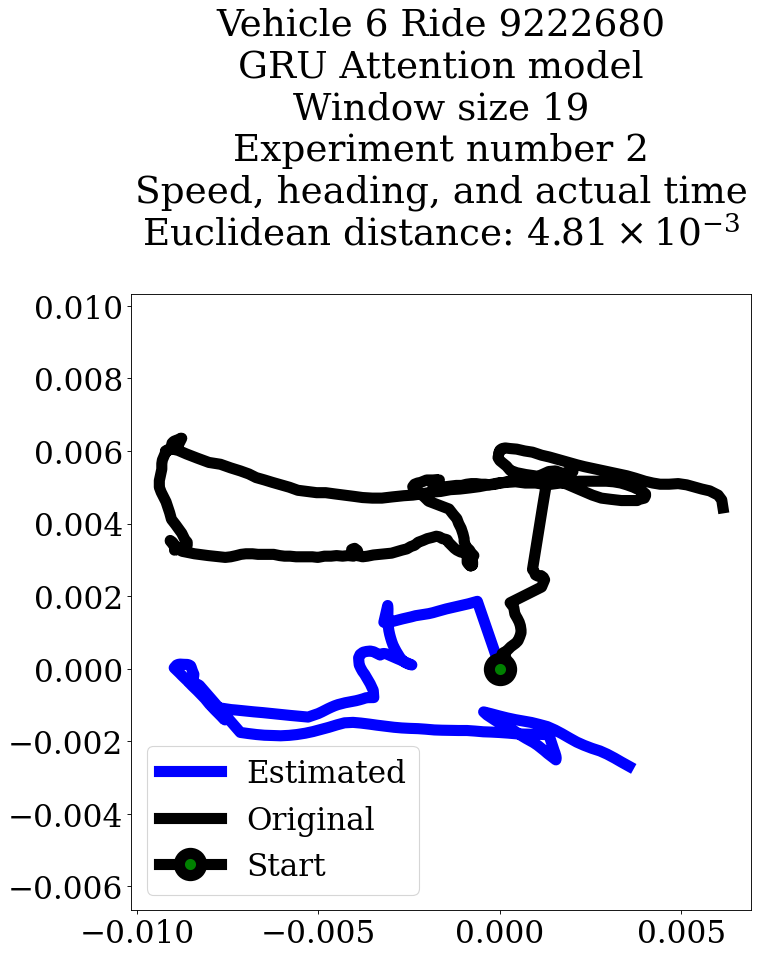 Vehicle 6 Ride 9222680
GRU Attention model
Window size 19
Experiment number 2
Speed, heading, and actual time
Euclidean distance: 4.81 × 10⁻³
0.010
0.008
0.006
0.004
0.002
0.000
−0.002
−0.004
−0.006
Estimated
Original
Start
−0.010
−0.005
0.000
0.005